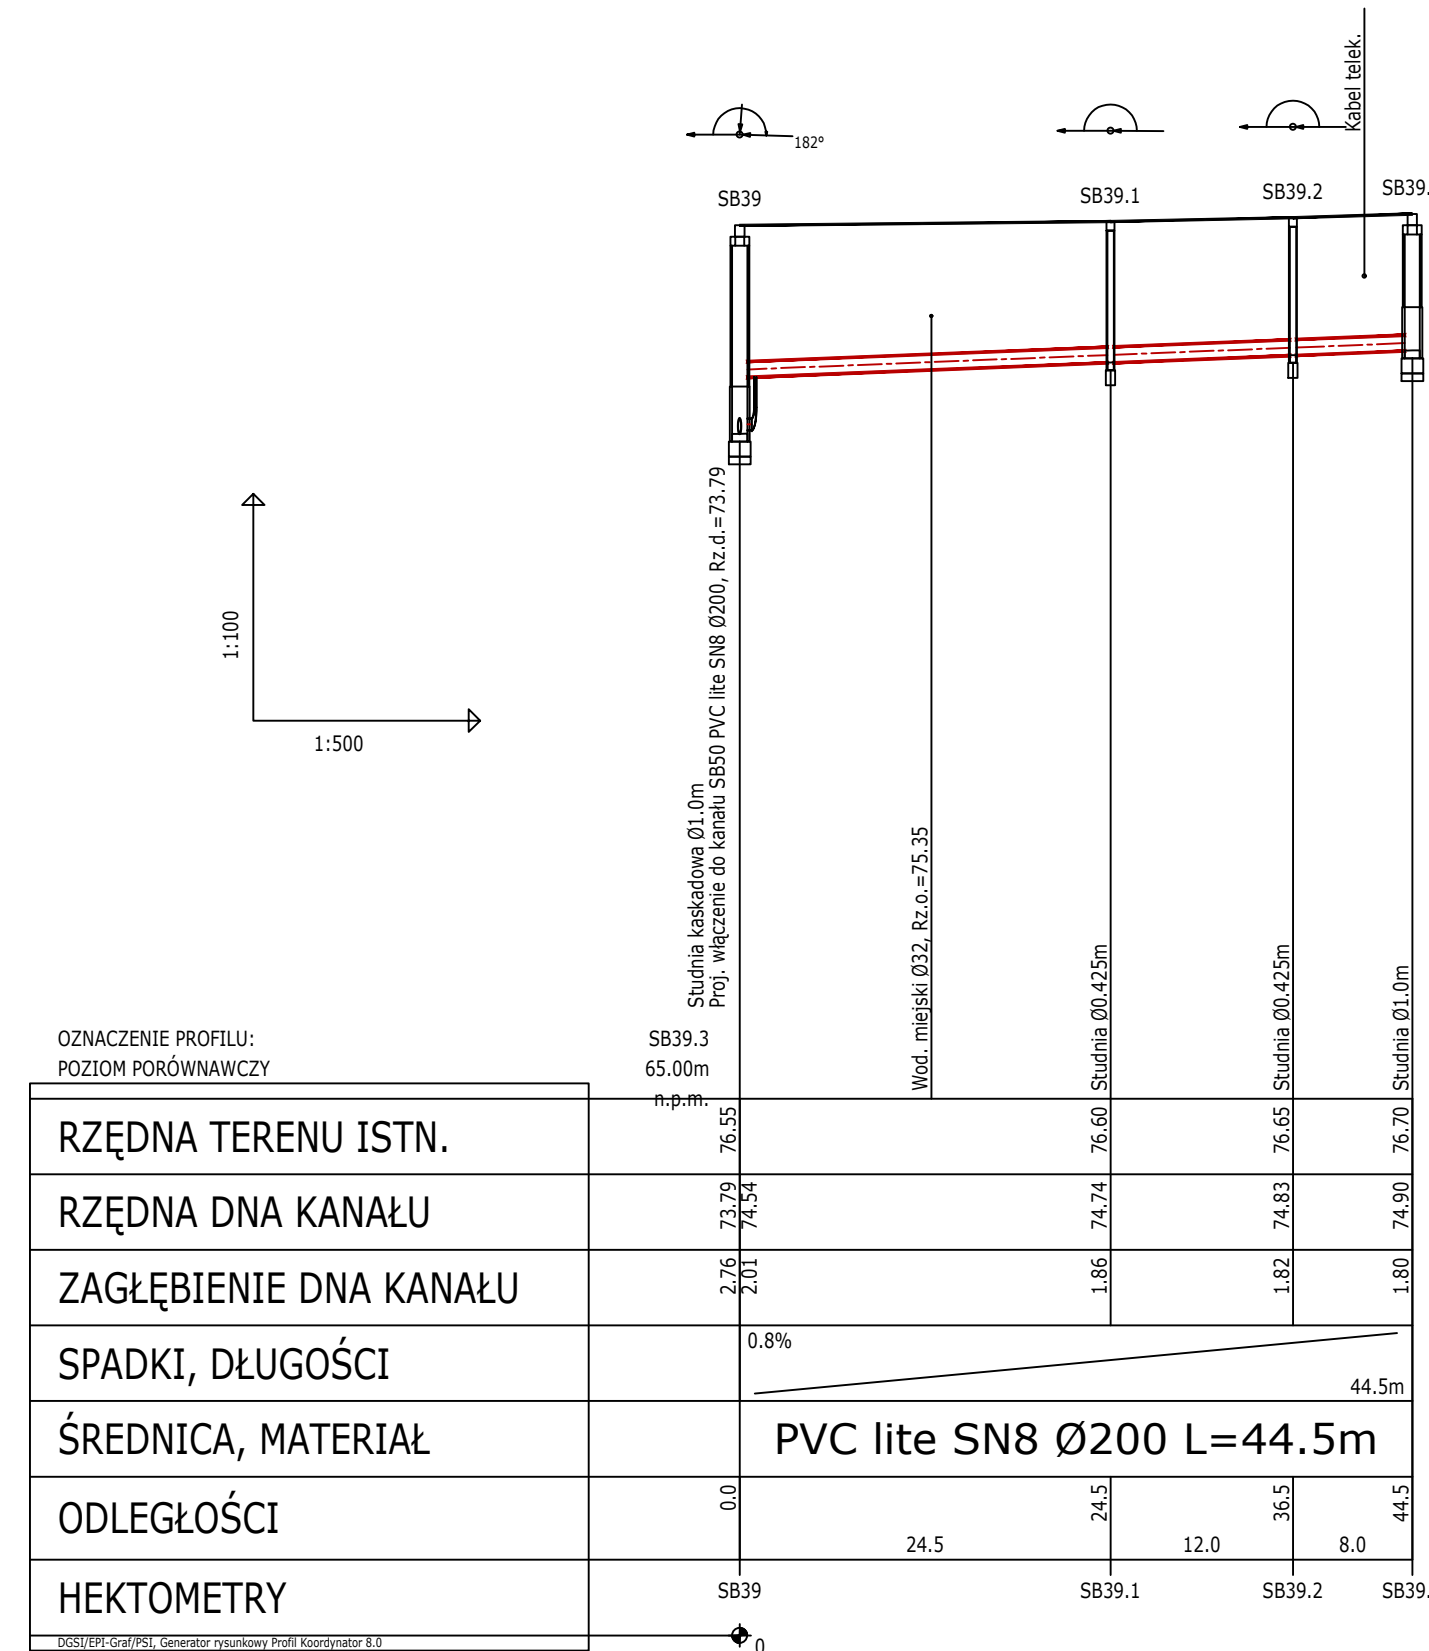 Kabel telek.
182°
SB39
SB39.1
SB39.2
SB39.
1:100
1:500
Studnia kaskadowa Ø1.0m
Proj. włączenie do kanału SB50 PVC lite SN8 Ø200, Rz.d.=73.79
Wod. miejski Ø32, Rz.o.=75.35
Studnia Ø0.425m
Studnia Ø0.425m
Studnia Ø1.0m
OZNACZENIE PROFILU: SB39.3
POZIOM PORÓWNAWCZY 65.00m
n.p.m.
RZĘDNA TERENU ISTN. 76.55 76.60 76.65 76.70
RZĘDNA DNA KANAŁU 73.79 74.54 74.74 74.83 74.90
ZAGŁĘBIENIE DNA KANAŁU 2.76 2.01 1.86 1.82 1.80
SPADKI, DŁUGOŚCI 0.8% 44.5m
ŚREDNICA, MATERIAŁ PVC lite SN8 Ø200 L=44.5m
ODLEGŁOŚCI 0.0 24.5 36.5 44.5
24.5 12.0 8.0
HEKTOMETRY SB39 SB39.1 SB39.2 SB39.
DGSI/EPI-Graf/PSI, Generator rysunkowy Profil Koordynator 8.0
0